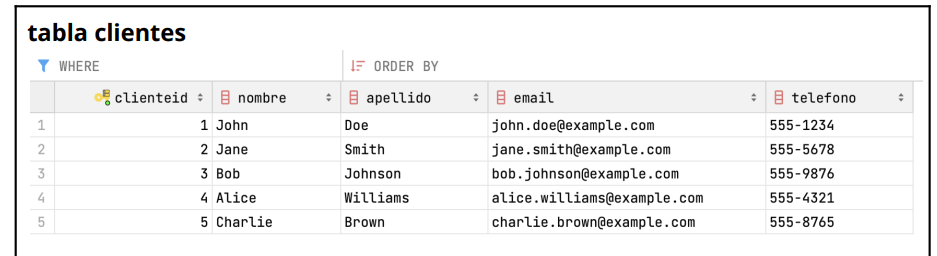 tabla clientes
WHERE ORDER BY
clienteid nombre apellido email telefono
1 1 John Doe john.doe@example.com 555-1234
2 2 Jane Smith jane.smith@example.com 555-5678
3 3 Bob Johnson bob.johnson@example.com 555-9876
4 4 Alice Williams alice.williams@example.com 555-4321
5 5 Charlie Brown charlie.brown@example.com 555-8765